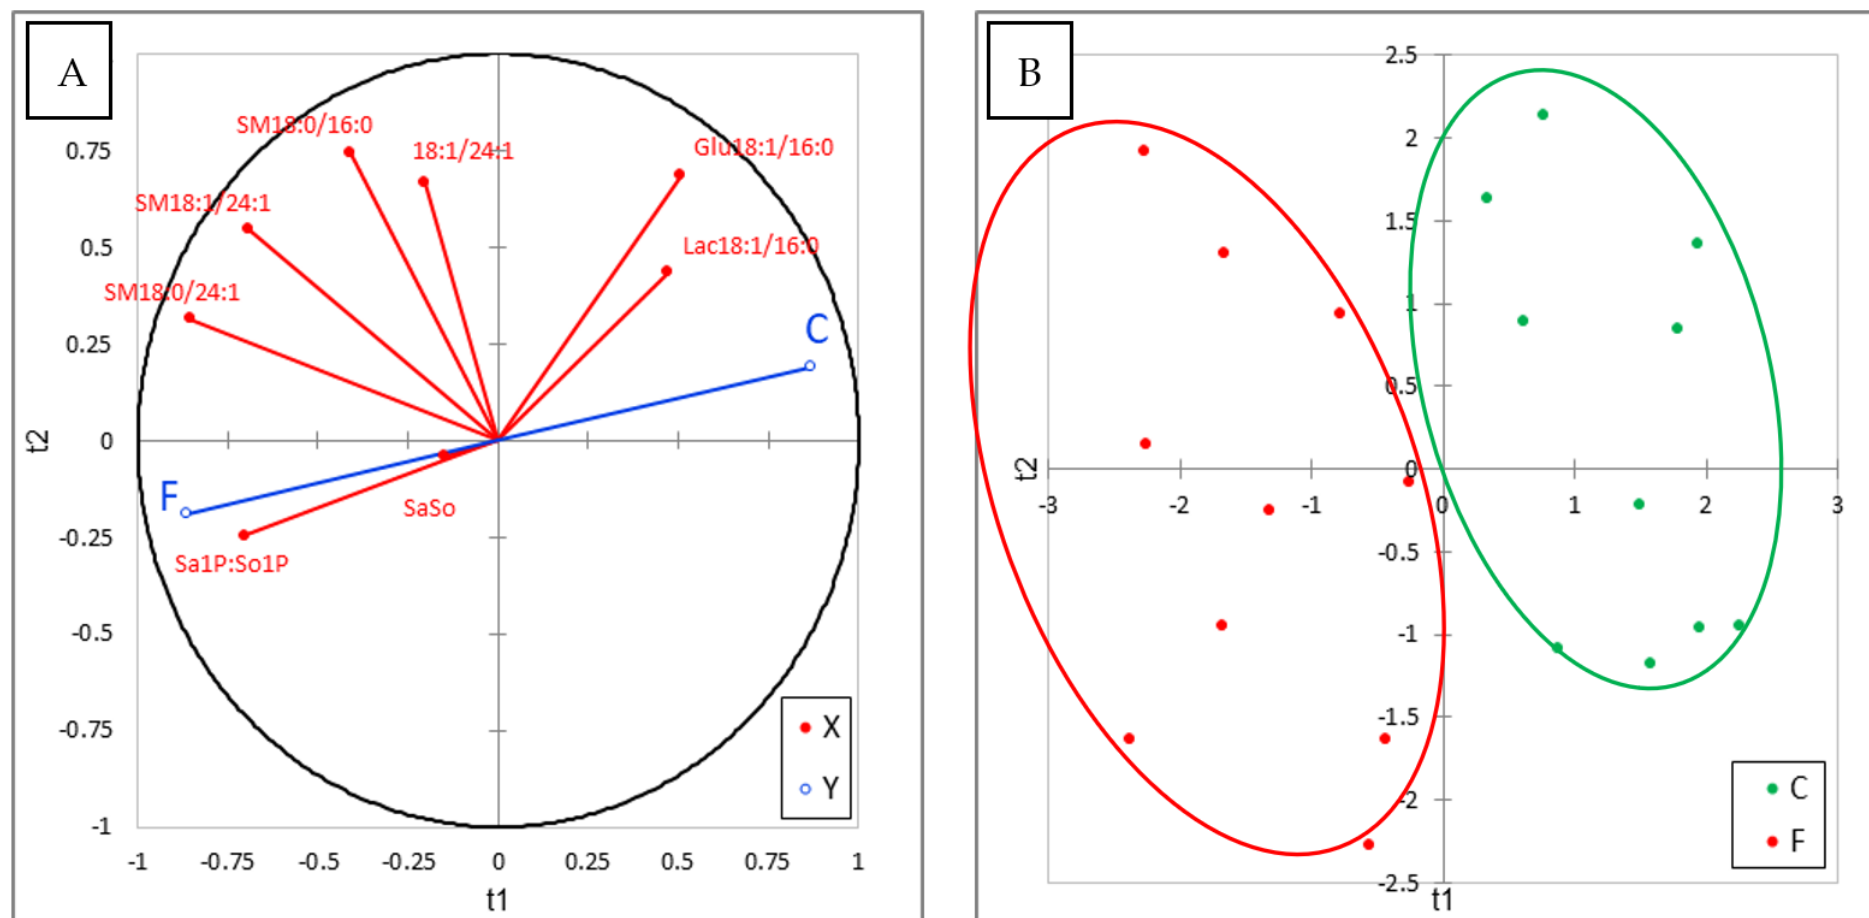 A
SM18:0/16:0
18:1/24:1
Glu18:1/16:0
SM18:1/24:1
Lac18:1/16:0
SM18:0/24:1
C
F
SaSo
Sa1P:So1P
0.75
0.5
0.25
0
-0.25
-0.5
-0.75
-1
t2
-1 -0.75 -0.5 -0.25 0 0.25 0.5 0.75 1
t1
X
Y
B
2.5
2
1.5
1
0.5
0
-0.5
-1
-1.5
-2
-2.5
t2
-3 -2 -1 0 1 2 3
t1
C
F